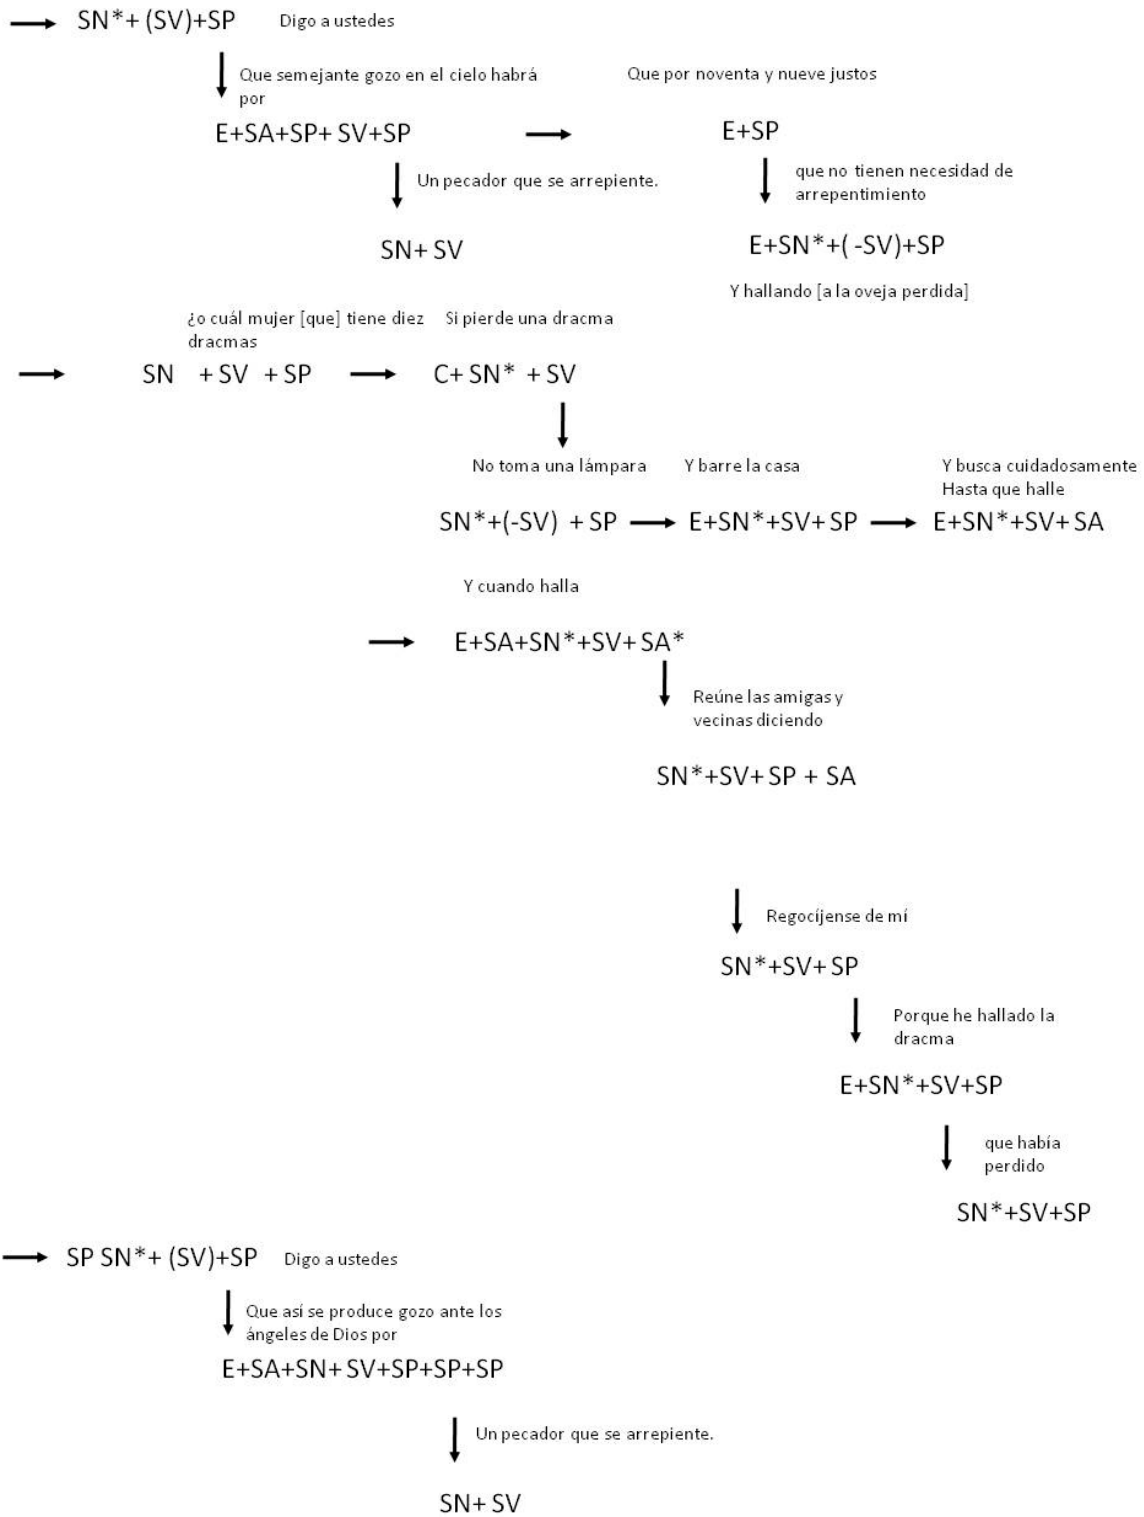 SN*+ (SV)+SP Digo a ustedes
Que semejante gozo en el cielo habrá
por
Que por noventa y nueve justos
E+SA+SP+ SV+SP
E+SP
Un pecador que se arrepiente.
que no tienen necesidad de
arrepentimiento
SN+ SV
E+SN*+( -SV)+SP
Y hallando [a la oveja perdida]
¿o cuál mujer [que] tiene diez
dracmas
Si pierde una dracma
SN + SV + SP
C+ SN* + SV
No toma una lámpara
Y barre la casa
Y busca cuidadosamente
Hasta que halle
SN*+(-SV) + SP
E+SN*+SV+ SP
E+SN*+SV+ SA
Y cuando halla
E+SA+SN*+SV+ SA*
Reúne las amigas y
vecinas diciendo
SN*+SV+ SP + SA
Regocíjense de mí
SN*+SV+ SP
Porque he hallado la
dracma
E+SN*+SV+SP
que había
perdido
SN*+SV+SP
SP SN*+ (SV)+SP Digo a ustedes
Que así se produce gozo ante los
ángeles de Dios por
E+SA+SN+ SV+SP+SP+SP
Un pecador que se arrepiente.
SN+ SV